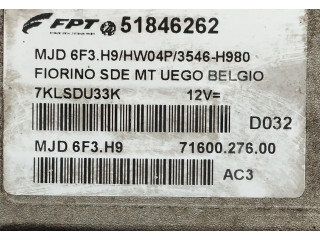 FPT 51846262
MJD 6F3.H9/HW04P/3546-H980
FIORINO SDE MT UEGO BELGIO
7KLSDU33K 12V=
D032
MJD 6F3.H9 71600.276.00
AC3